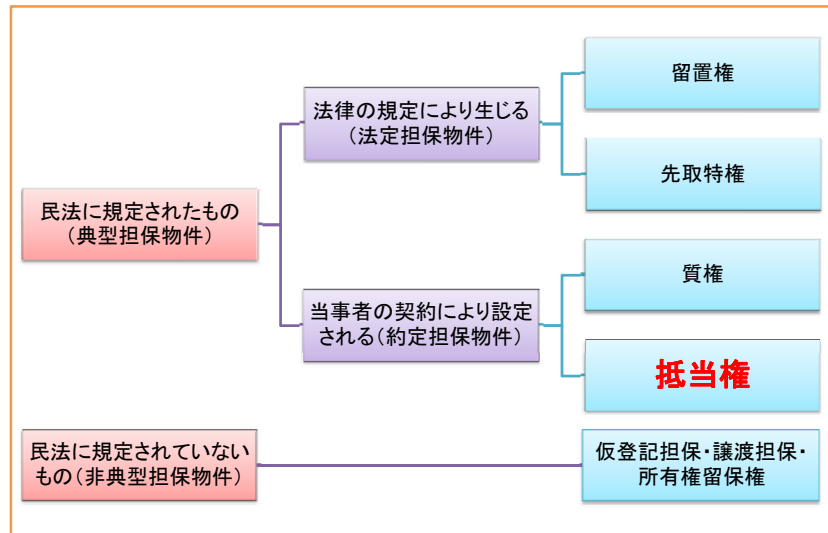 民法に規定されたもの
(典型担保物件)
法律の規定により生じる
(法定担保物件)
留置権
先取特権
当事者の契約により設定
される(約定担保物件)
質権
抵当権
民法に規定されていない
もの(非典型担保物件)
仮登記担保・譲渡担保・
所有権留保権